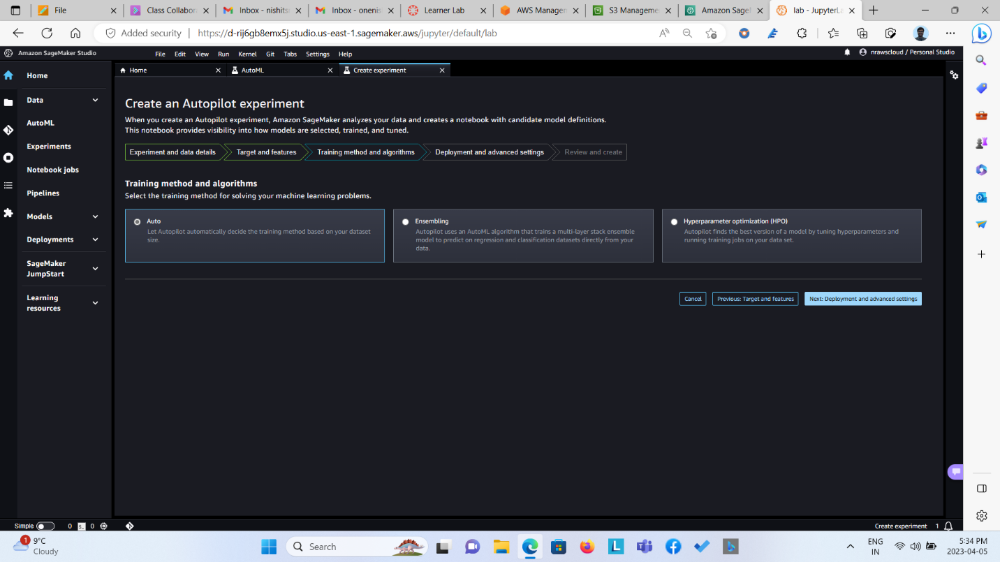 File
Class Collabora
Inbox - nishits
Inbox - onenis
Learner Lab
AWS Managem
S3 Manageme
Amazon SageM
lab - JupyterLa
Added security
https://d-rij6gb8emx5j.studio.us-east-1.sagemaker.aws/jupyter/default/lab
Amazon SageMaker Studio
File Edit View Run Kernel Git Tabs Settings Help
nrawscloud / Personal Studio
Home
Data
AutoML
Experiments
Notebook jobs
Pipelines
Models
Deployments
SageMaker
JumpStart
Learning
resources
Home
AutoML
Create experiment
Create an Autopilot experiment
When you create an Autopilot experiment, Amazon SageMaker analyzes your data and creates a notebook with candidate model definitions.
This notebook provides visibility into how models are selected, trained, and tuned.
Experiment and data details
Target and features
Training method and algorithms
Deployment and advanced settings
Review and create
Training method and algorithms
Select the training method for solving your machine learning problems.
Auto
Let Autopilot automatically decide the training method based on your dataset
size.
Ensembling
Autopilot uses an AutoML algorithm that trains a multi-layer stack ensemble
model to predict on regression and classification datasets directly from your
data.
Hyperparameter optimization (HPO)
Autopilot finds the best version of a model by tuning hyperparameters and
running training jobs on your data set.
Cancel
Previous: Target and features
Next: Deployment and advanced settings
Simple
0
0
Create experiment
1
1
9°C
Cloudy
Search
ENG
IN
5:34 PM
2023-04-05